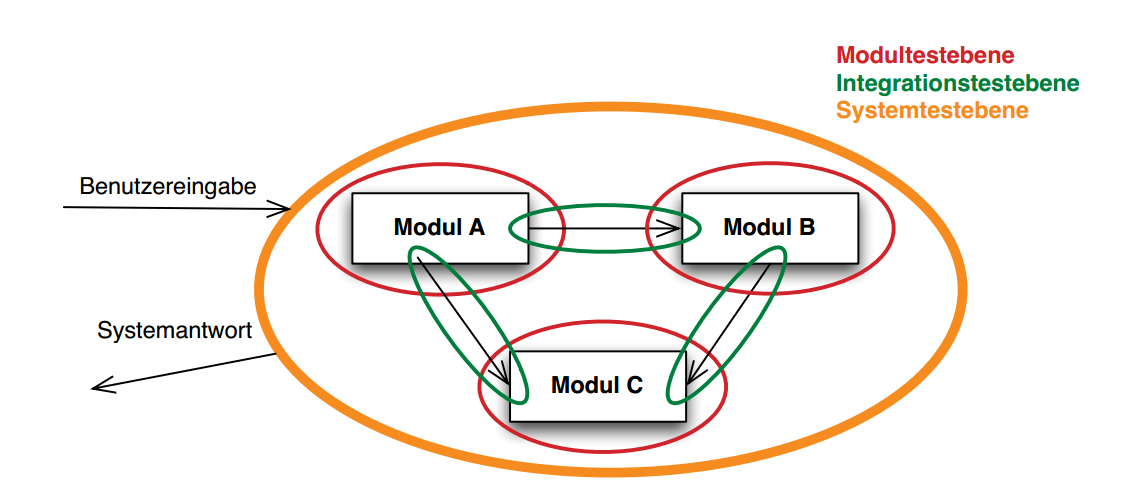 Modultestebene
Integrationstestebene
Systemtestebene
Benutzereingabe
Modul A
Modul B
Systemantwort
Modul C